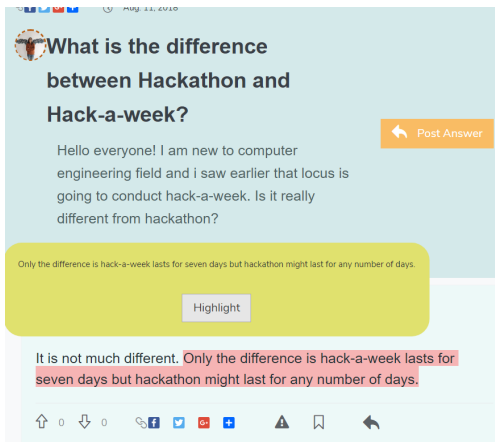 Aug. 11, 2018
What is the difference
between Hackathon and
Hack-a-week?
Post Answer
Hello everyone! I am new to computer
engineering field and i saw earlier that locus is
going to conduct hack-a-week. Is it really
different from hackathon?
Only the difference is hack-a-week lasts for seven days but hackathon might last for any number of days.
Highlight
It is not much different. Only the difference is hack-a-week lasts for
seven days but hackathon might last for any number of days.
0 0 G+